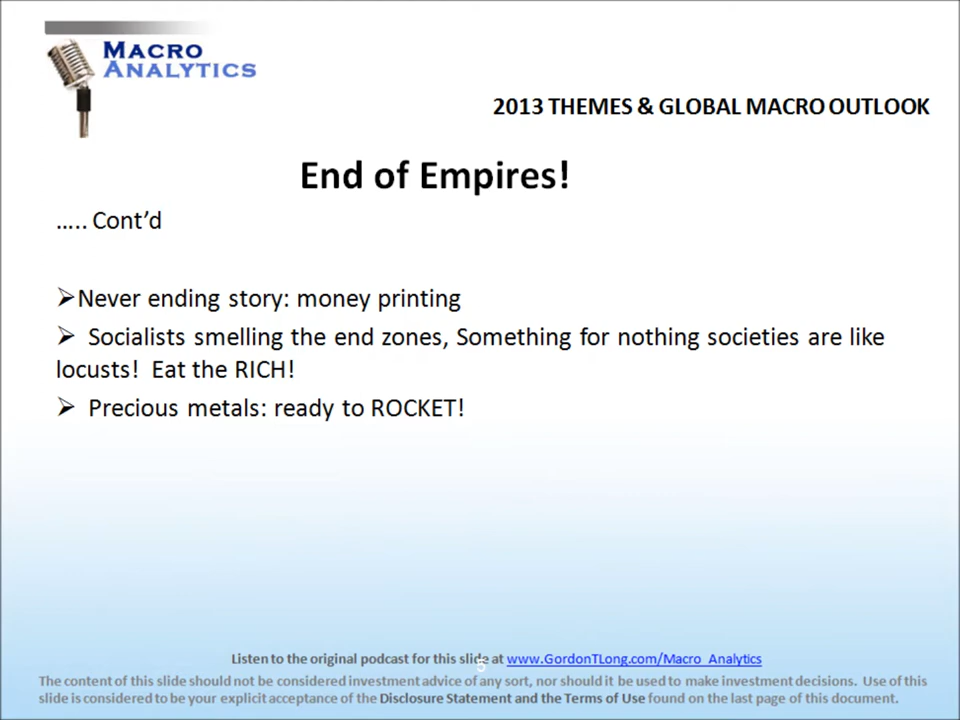 MACRO
ANALYTICS
2013 THEMES & GLOBAL MACRO OUTLOOK
End of Empires!
….. Cont’d
➢Never ending story: money printing
➢ Socialists smelling the end zones, Something for nothing societies are like
locusts! Eat the RICH!
➢ Precious metals: ready to ROCKET!
Listen to the original podcast for this slide at www.GordonTLong.com/Macro_Analytics
5
The content of this slide should not be considered investment advice of any sort, nor should it be used to make investment decisions. Use of this
slide is considered to be your explicit acceptance of the Disclosure Statement and the Terms of Use found on the last page of this document.